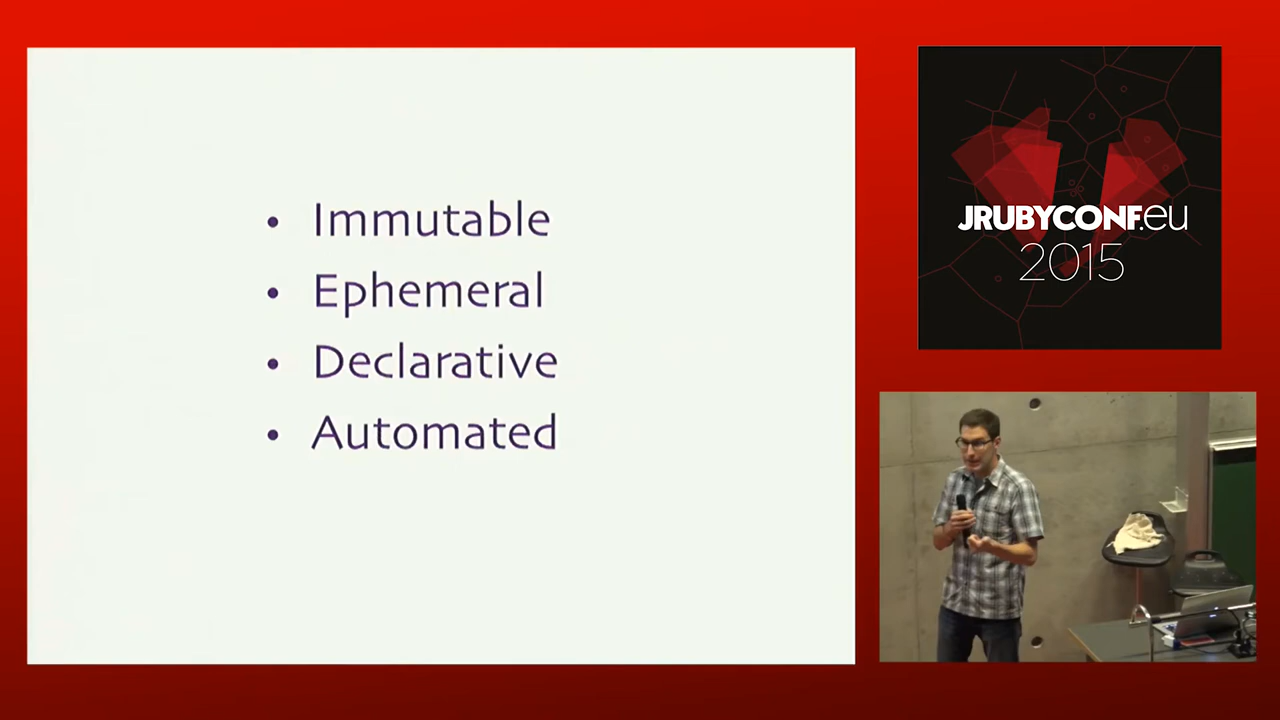 • Immutable
• Ephemeral
• Declarative
• Automated
JRUBYCONF.eu
2015